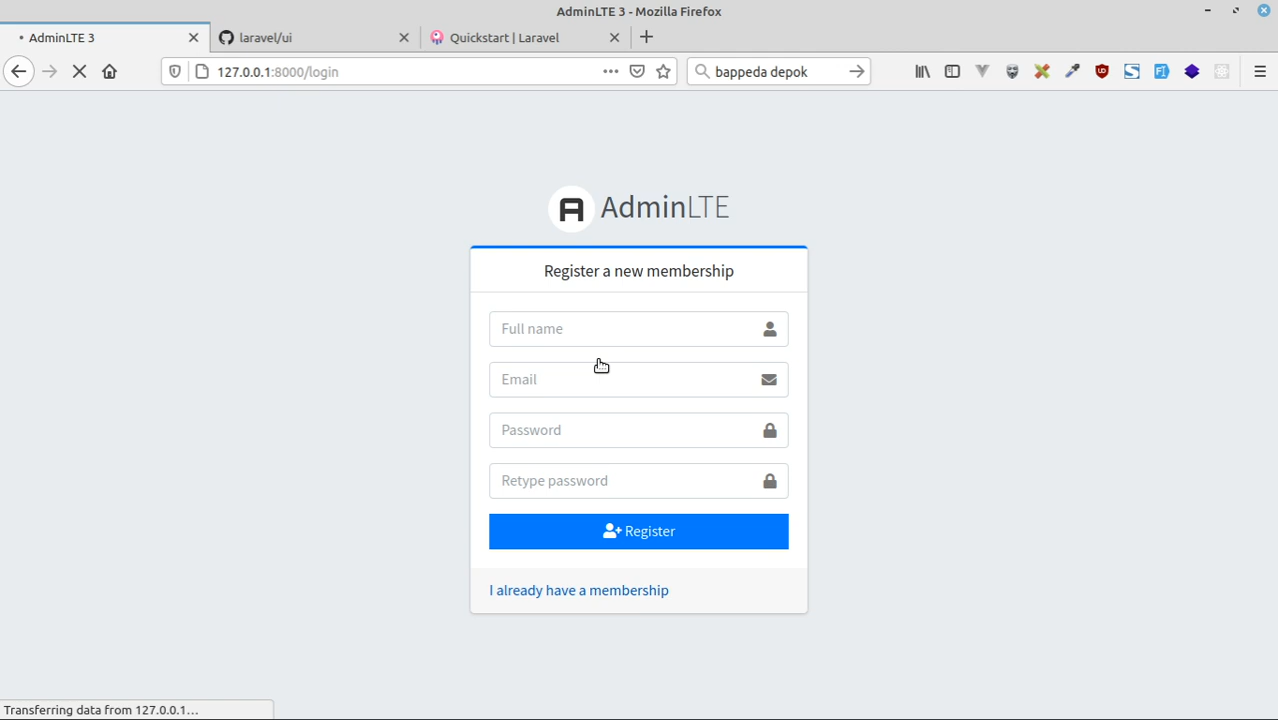 AdminLTE 3 - Mozilla Firefox
AdminLTE 3
laravel/ui
Quickstart | Laravel
127.0.0.1:8000/login
bappeda depok
AdminLTE
Register a new membership
Full name
Email
Password
Retype password
Register
I already have a membership
Transferring data from 127.0.0.1...